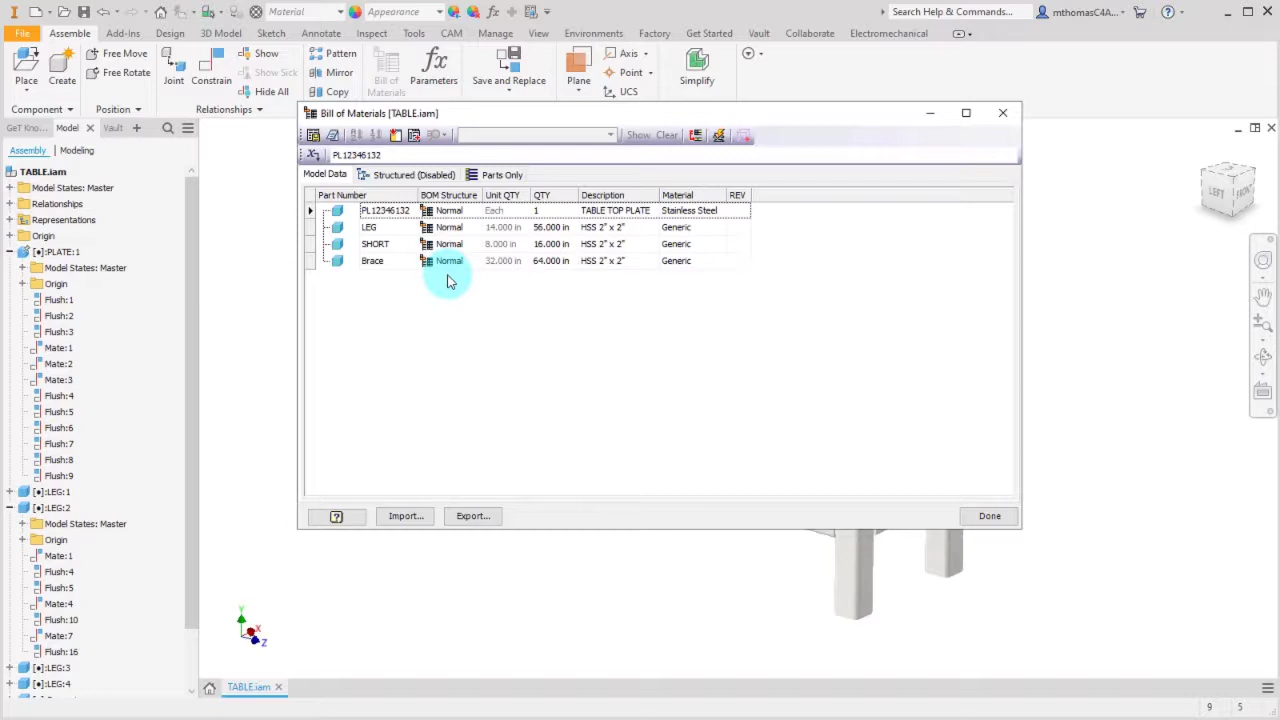 Material Appearance Search Help & Commands... mthomasC4A...
File Assemble Add-Ins Design 3D Model Sketch Annotate Inspect Tools CAM Manage View Environments Factory Get Started Vault Collaborate Electromechanical
Place Create Free Move Free Rotate Joint Constrain Show Show Sick Hide All Pattern Mirror Copy Bill of Materials Parameters Save and Replace Plane Axis Point UCS Simplify
Component Position Relationships
Bill of Materials [TABLE.iam]
Show Clear
PL12346132
Model Data Structured (Disabled) Parts Only
Part Number BOM Structure Unit QTY QTY Description Material REV
PL12346132 Normal Each 1 TABLE TOP PLATE Stainless Steel
LEG Normal 14.000 in 56.000 in HSS 2" x 2" Generic
SHORT Normal 8.000 in 16.000 in HSS 2" x 2" Generic
Brace Normal 32.000 in 64.000 in HSS 2" x 2" Generic
Import... Export... Done
GeT Kno... Model Vault
Assembly Modeling
TABLE.iam
Model States: Master
Relationships
Representations
Origin
[•]:PLATE:1
Model States: Master
Origin
Flush:1
Flush:2
Flush:3
Mate:1
Mate:2
Mate:3
Flush:4
Flush:5
Flush:6
Flush:7
Flush:8
Flush:9
[•]:LEG:1
[•]:LEG:2
Model States: Master
Origin
Mate:1
Flush:4
Flush:5
Mate:4
Flush:10
Mate:7
Flush:16
[•]:LEG:3
[•]:LEG:4
LEFT FRONT
Y
X
Z
TABLE.iam
9 5